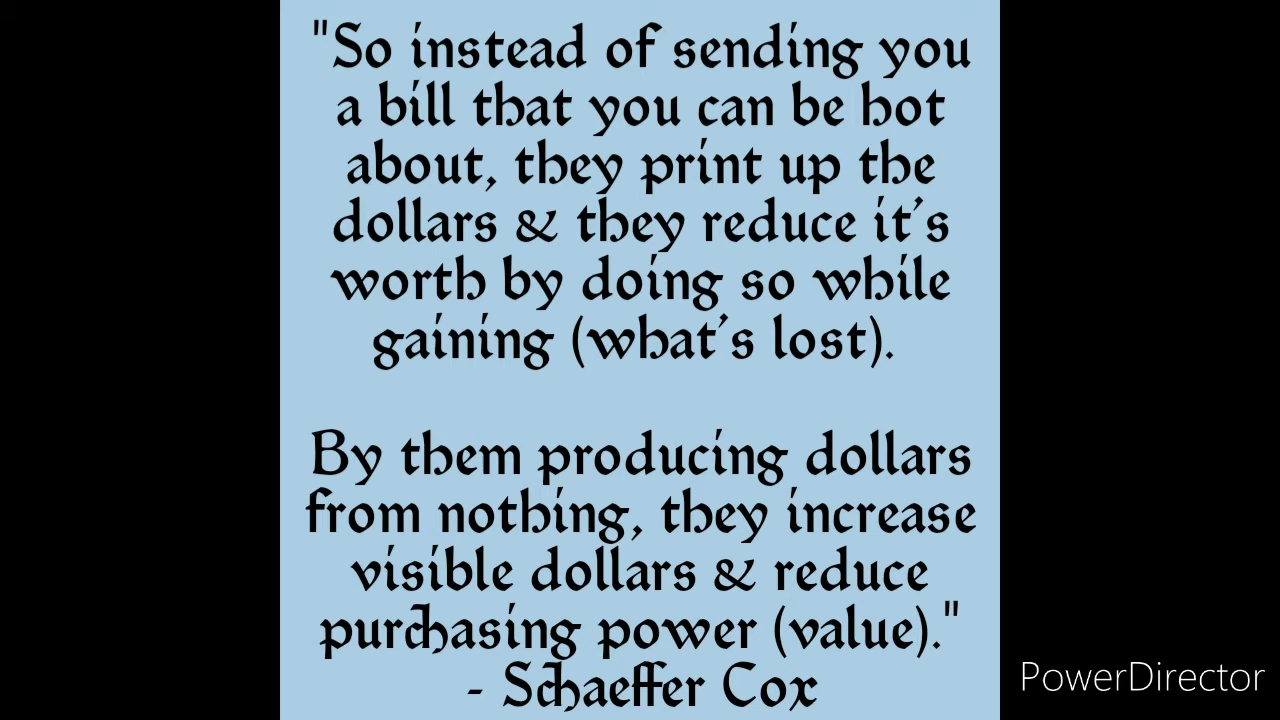 "So instead of sending you
a bill that you can be hot
about, they print up the
dollars & they reduce it's
worth by doing so while
gaining (what's lost).
By them producing dollars
from nothing, they increase
visible dollars & reduce
purchasing power (value)."
- Schaeffer Cox
PowerDirector